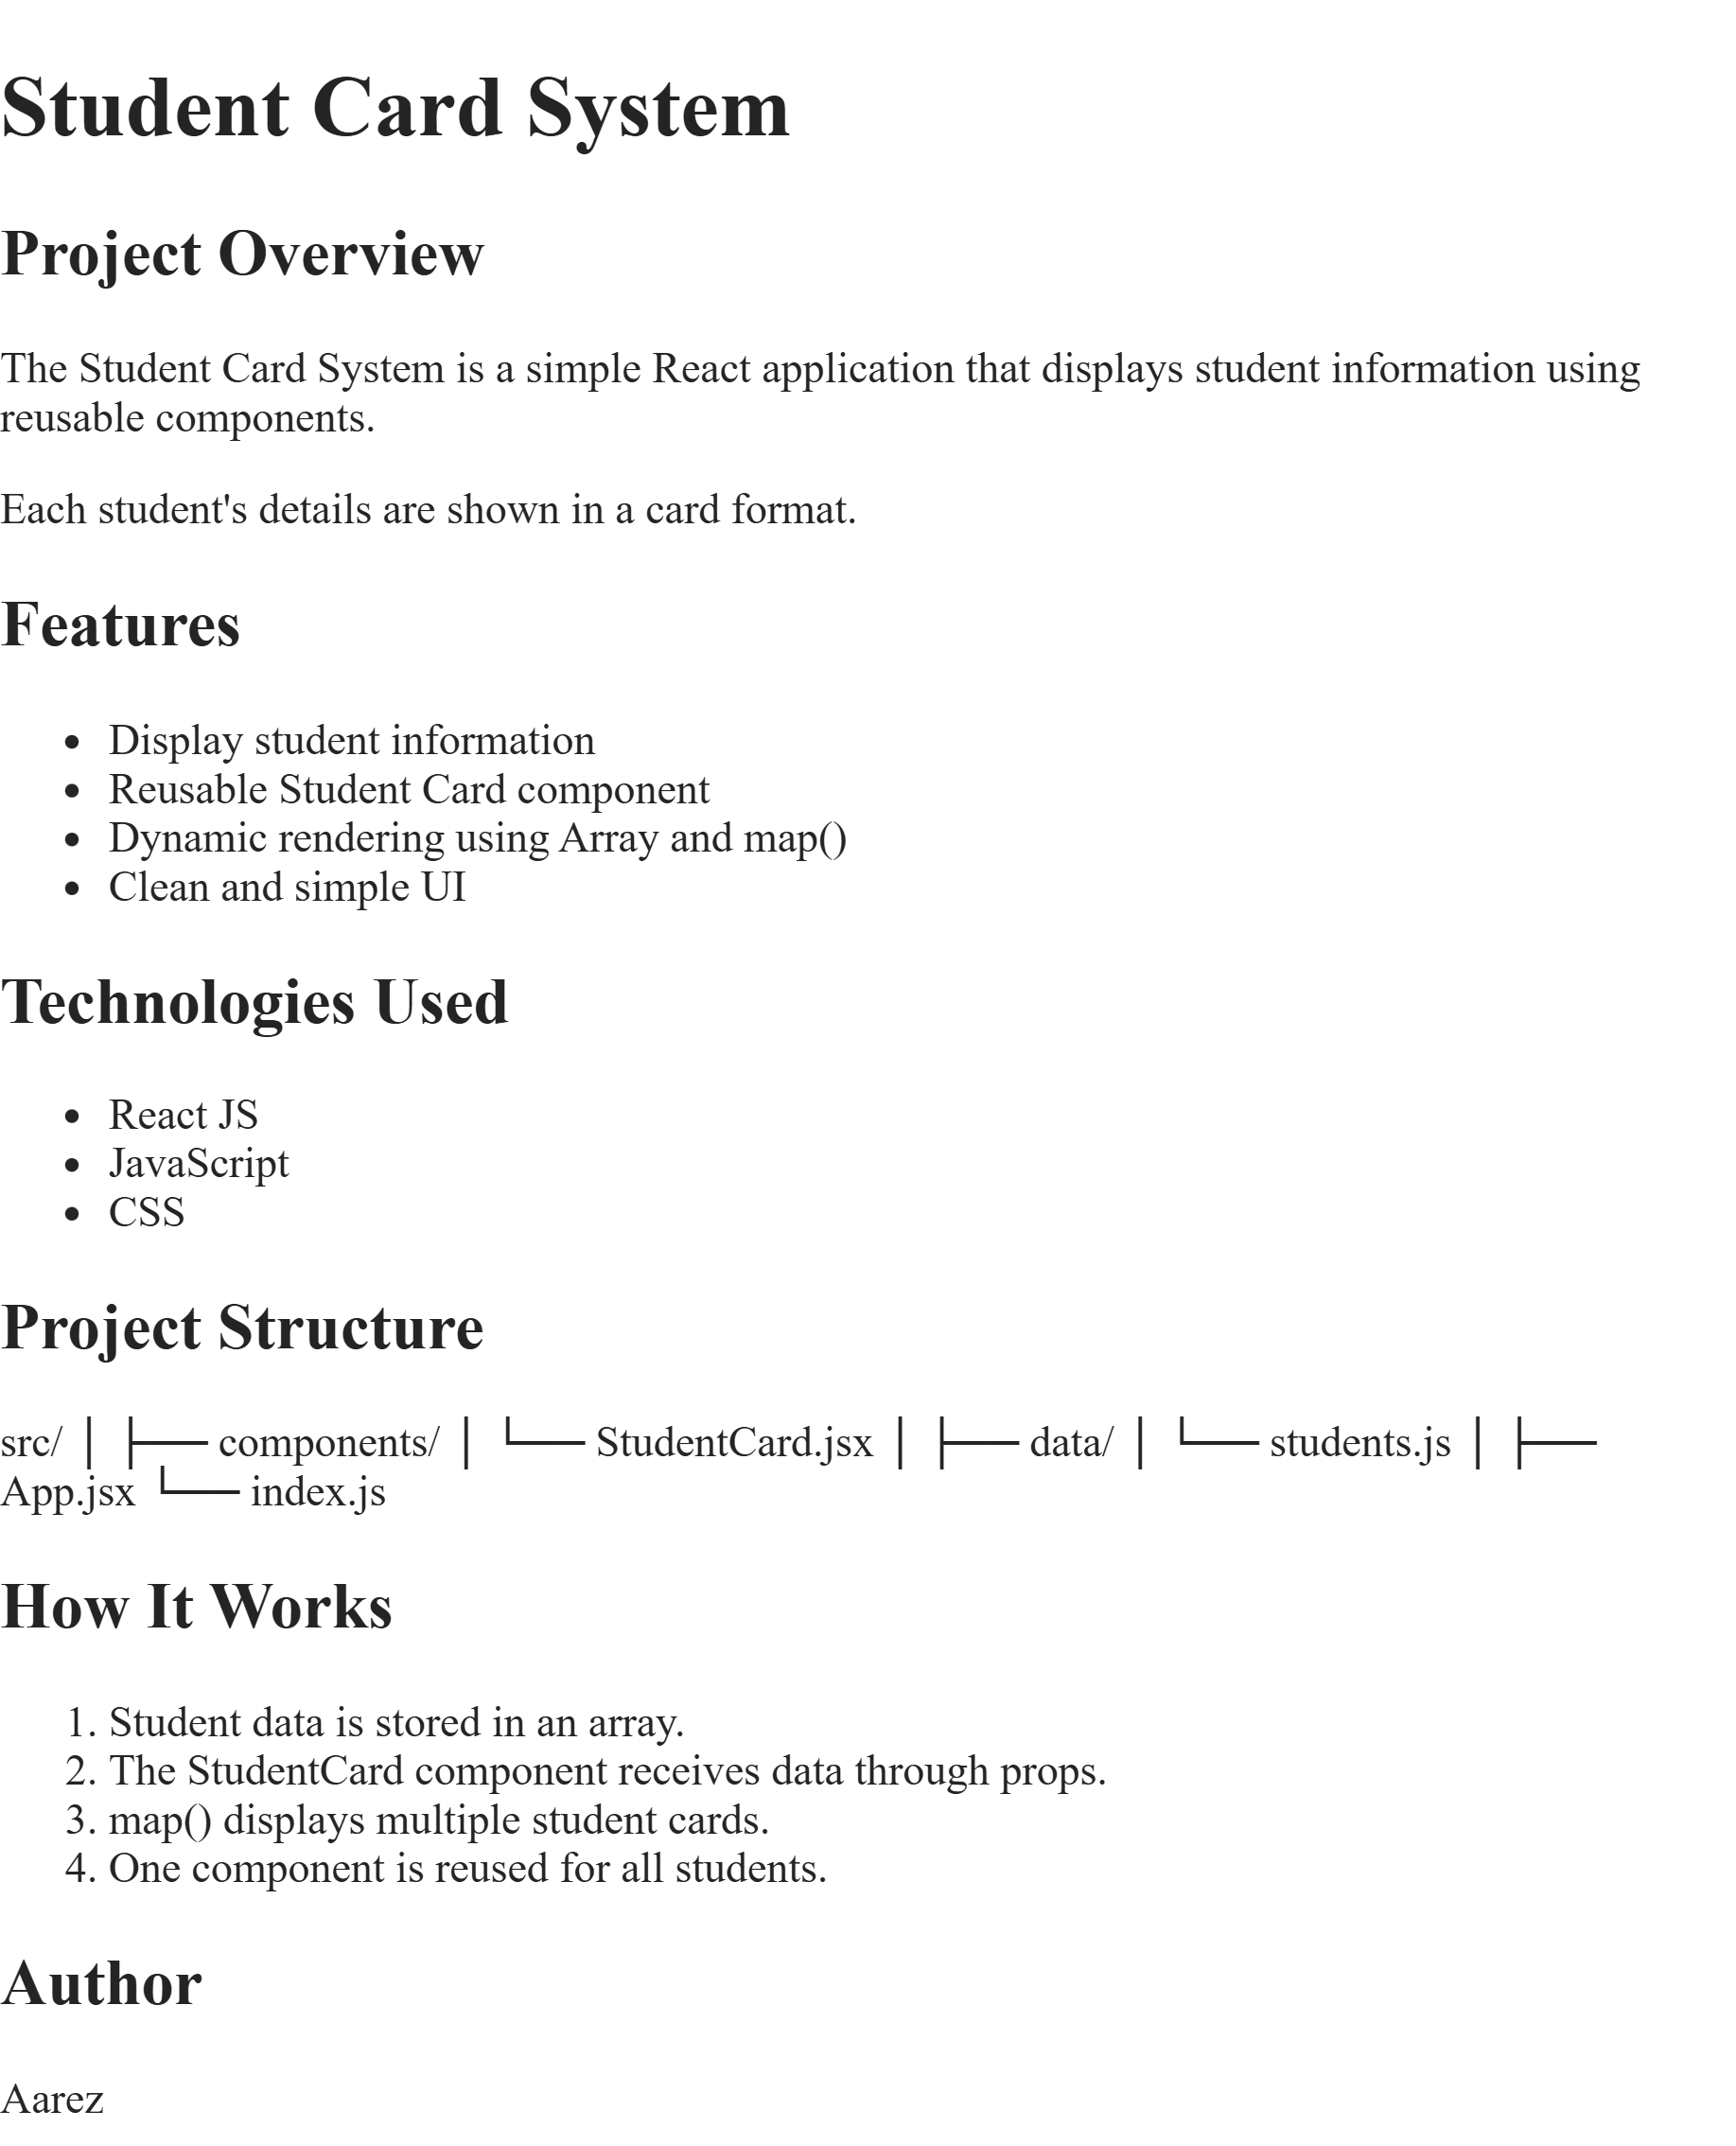 Student Card System
Project Overview
The Student Card System is a simple React application that displays student information using
reusable components.
Each student's details are shown in a card format.
Features
• Display student information
• Reusable Student Card component
• Dynamic rendering using Array and map()
• Clean and simple UI
Technologies Used
• React JS
• JavaScript
• CSS
Project Structure
src/ │ ├── components/ │ └── StudentCard.jsx │ ├── data/ │ └── students.js │ ├──
App.jsx └── index.js
How It Works
1. Student data is stored in an array.
2. The StudentCard component receives data through props.
3. map() displays multiple student cards.
4. One component is reused for all students.
Author
Aarez